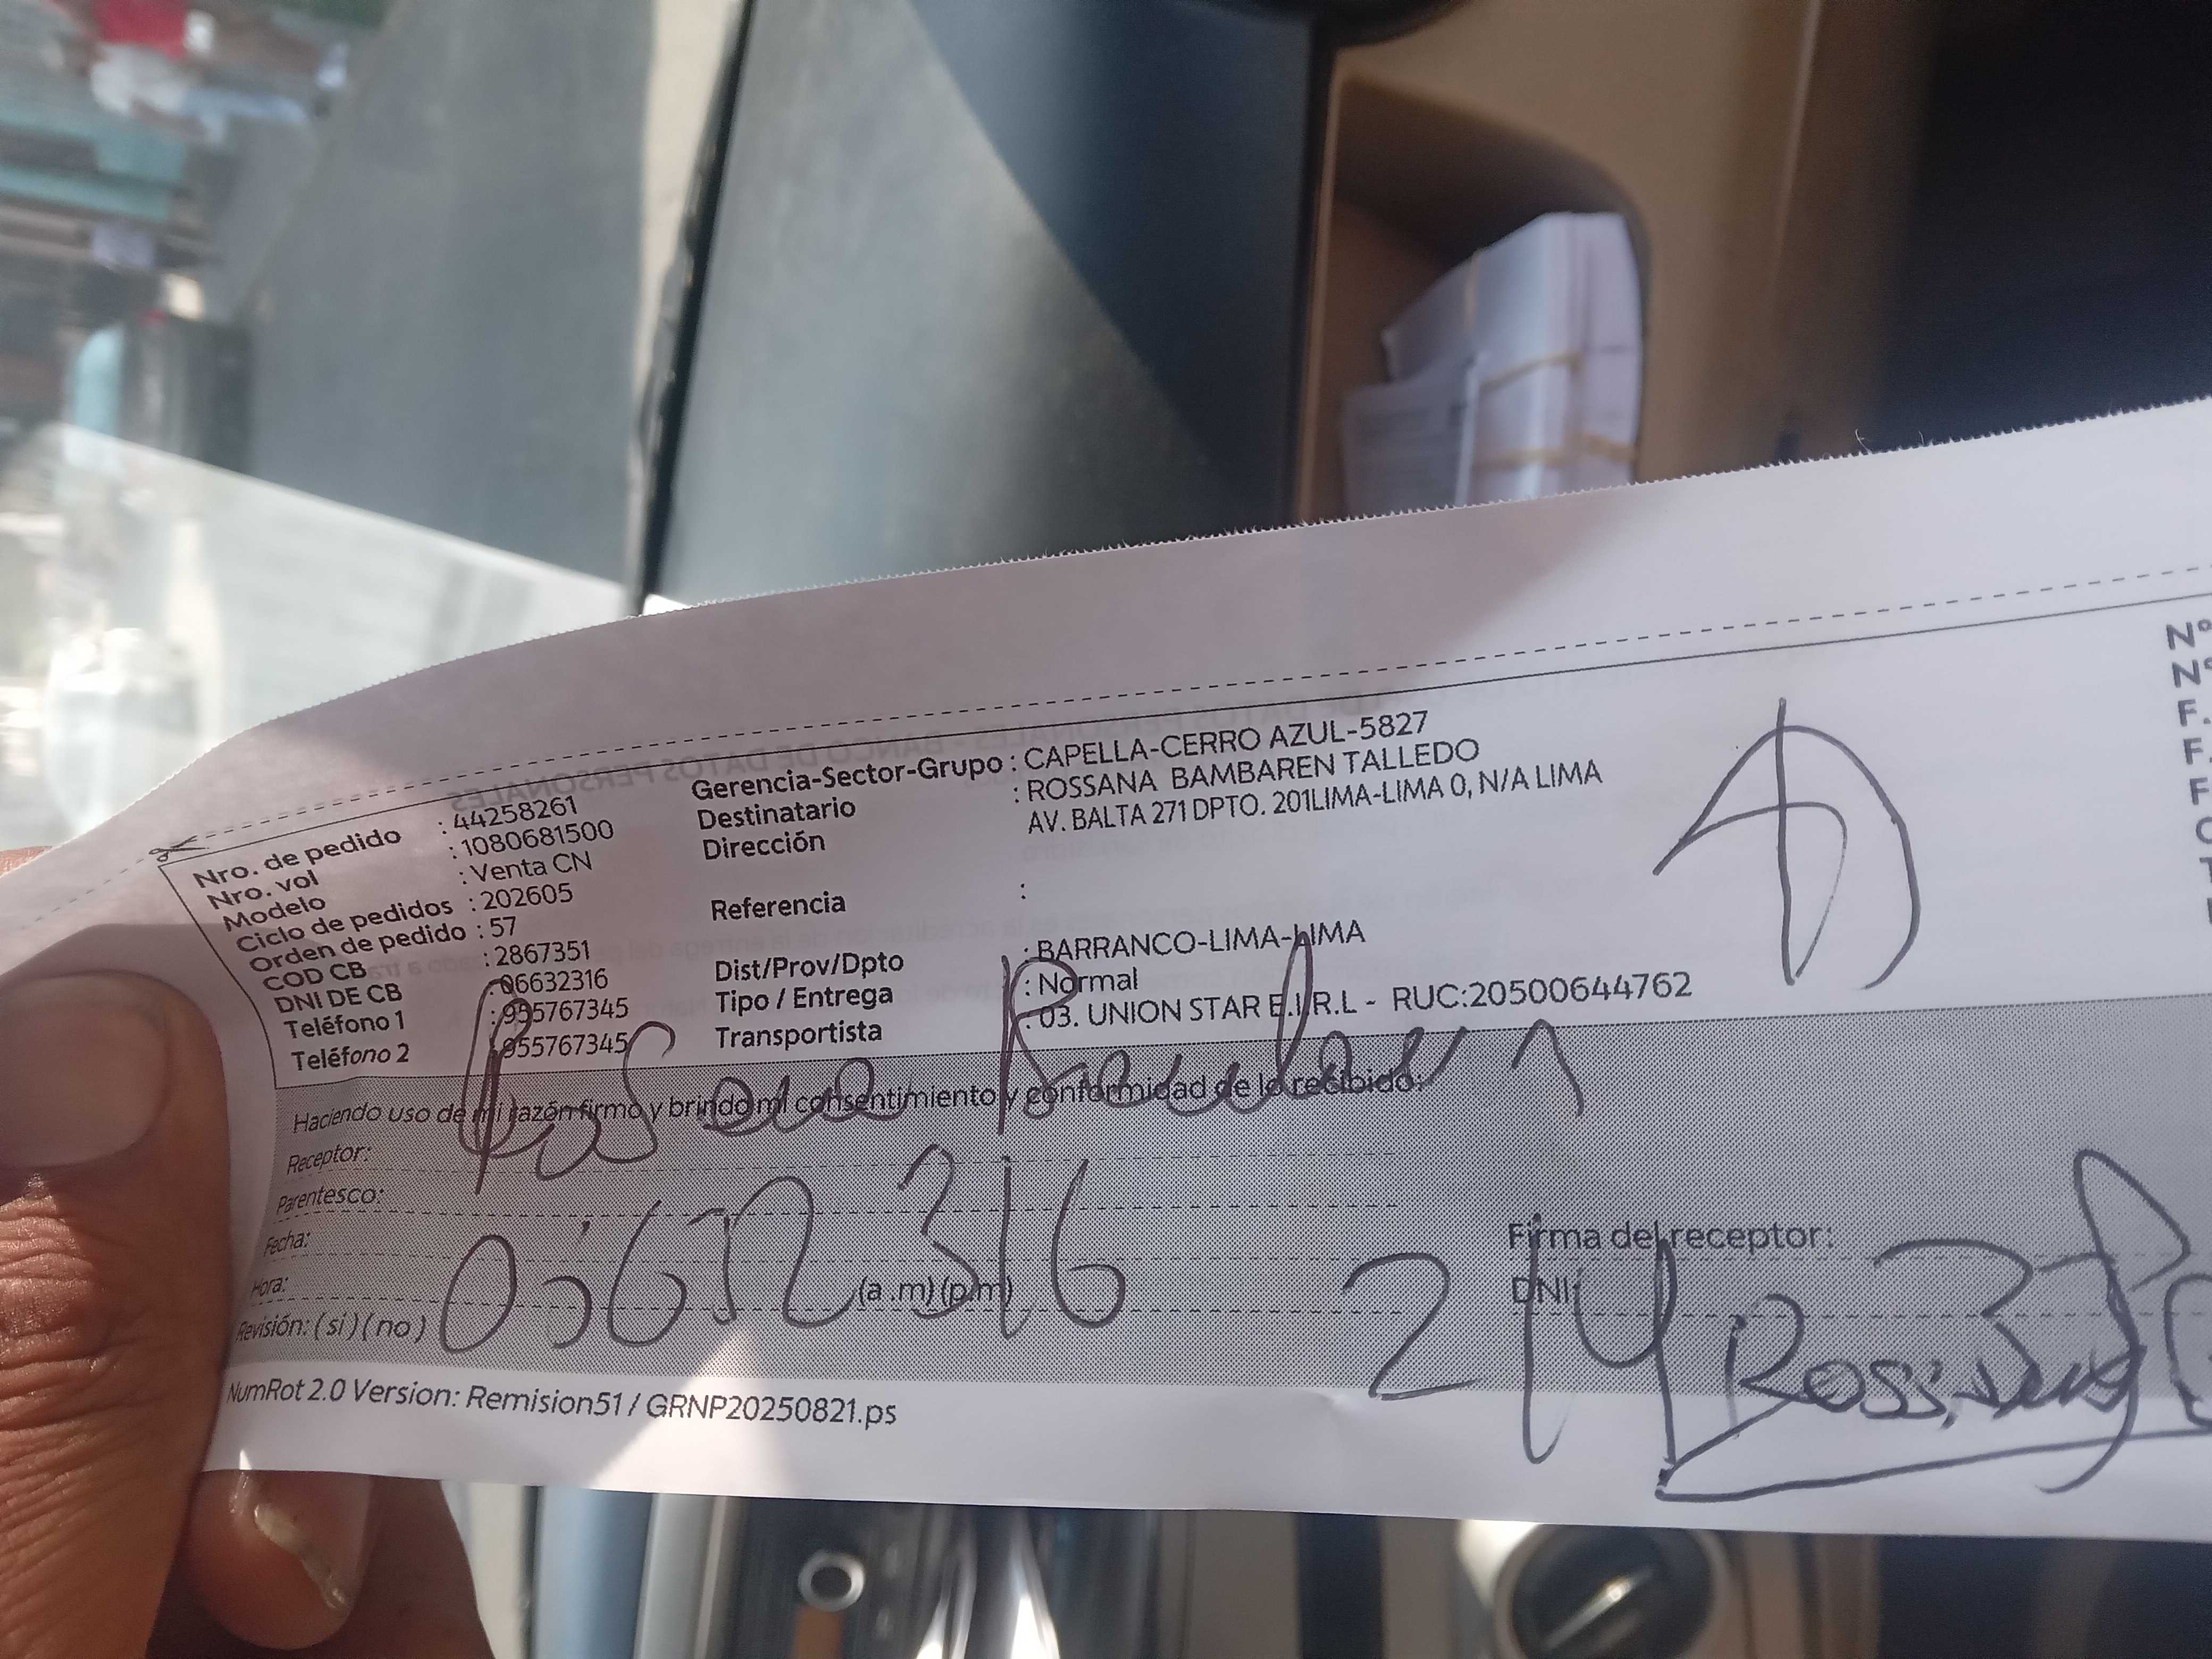 Nro. de pedido : 44258261
Nro. vol : 1080681500
Modelo : Venta CN
Ciclo de pedidos : 202605
Orden de pedido : 57
COD CB : 2867351
DNI DE CB : 06632316
Teléfono 1 : 955767345
Teléfono 2 : 955767345
Gerencia-Sector-Grupo : CAPELLA-CERRO AZUL-5827
Destinatario : ROSSANA BAMBAREN TALLEDO
Dirección AV. BALTA 271 DPTO. 201LIMA-LIMA 0, N/A LIMA
Referencia :
Dist/Prov/Dpto : BARRANCO-LIMA-LIMA
Tipo / Entrega : Normal
Transportista : 03. UNION STAR E.I.R.L - RUC:20500644762
N°
N°
F.
F.
F
Haciendo uso de mi razón firmo y brindo mi consentimiento y conformidad de lo recibido:
Receptor:
Parentesco:
Fecha:
Hora: (a .m) (p.m)
Revisión: ( si ) ( no )
Firma del receptor:
DNI:
NumRot 2.0 Version: Remision51 / GRNP20250821.ps